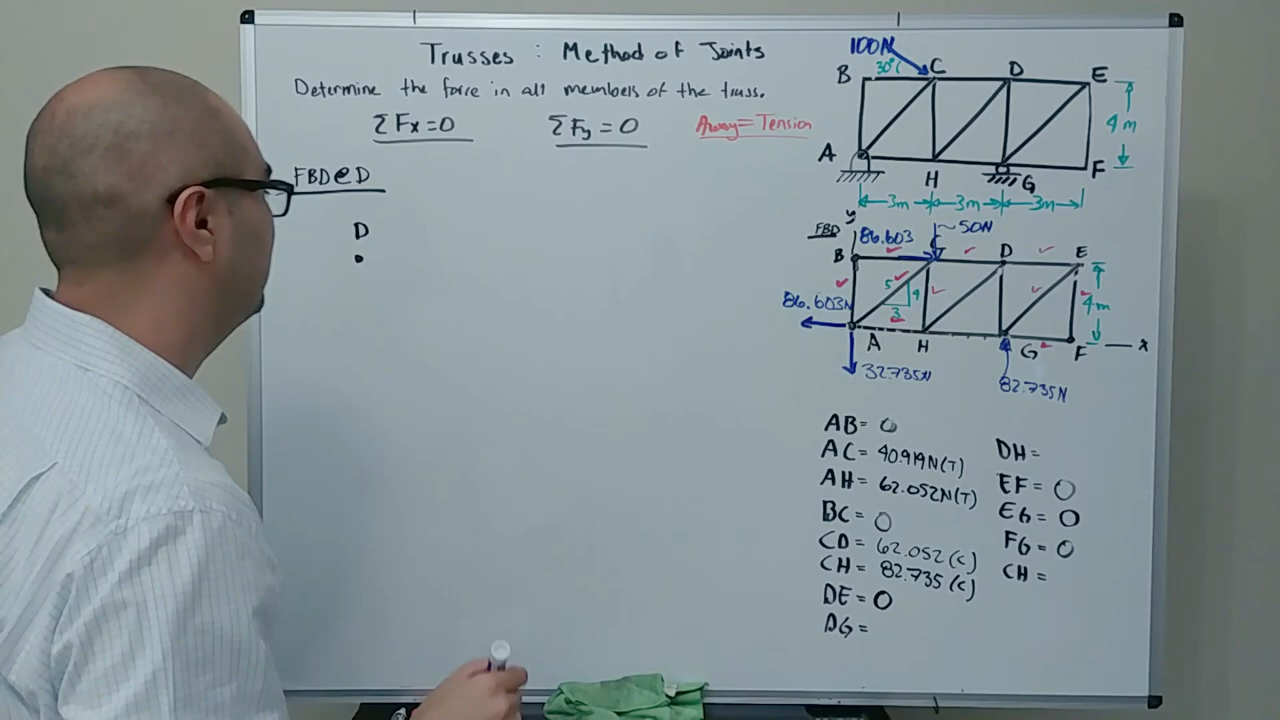 Trusses : Method of Joints
Determine the force in all members of the truss.
ΣFx=0 ΣFy=0 Away=Tension
FBD@D
D
100N
B 30° C D E
4m
A H G F
3m 3m 3m
y
FBD 86.603 50N
B C D E
5 4 3
86.603N 4m
A H G F x
32.735N 82.735N
AB= 0
AC= 40.919N(T)
AH= 62.052N(T)
BC= 0
CD= 62.052(C)
CH= 82.735(C)
DE= 0
DG=
DH=
EF= 0
EG= 0
FG= 0
CH=